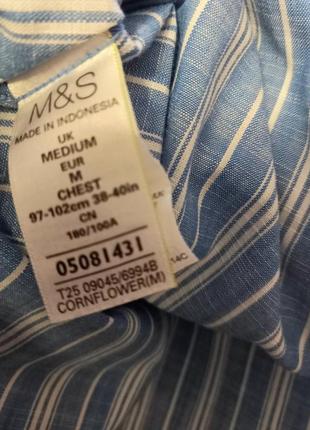 M&S
MADE IN INDONESIA
UK
MEDIUM
EUR
M
CHEST
97-102cm 38-40in
CN
180/100A
05081431
T25 09045/6994B
CORNFLOWER(M)
14C